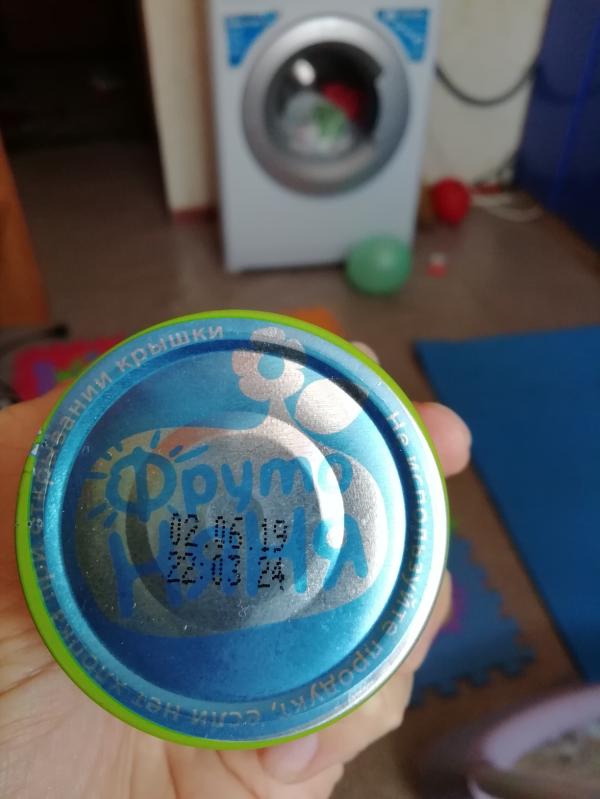 Фруто
НЯНЯ
02 06 19
22:03 24
Не используйте продукт, если нет хлопка при открывании крышки